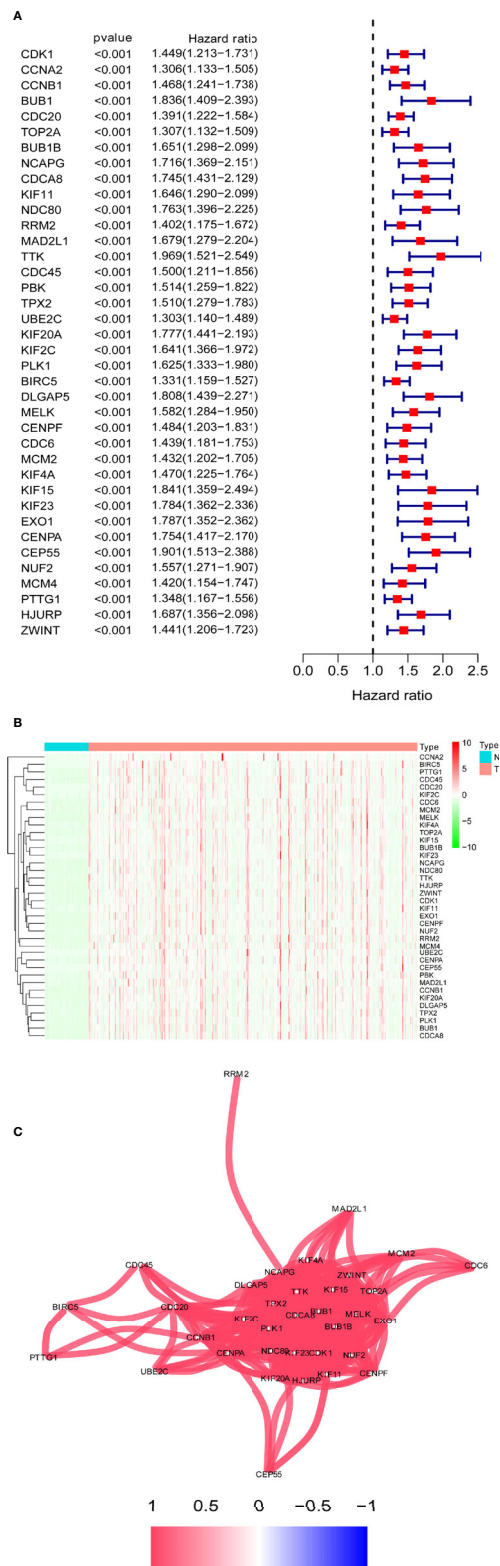 A
pvalue Hazard ratio
CDK1 <0.001 1.449(1.213-1.731)
CCNA2 <0.001 1.306(1.133-1.505)
CCNB1 <0.001 1.468(1.241-1.738)
BUB1 <0.001 1.836(1.409-2.393)
CDC20 <0.001 1.391(1.222-1.584)
TOP2A <0.001 1.307(1.132-1.509)
BUB1B <0.001 1.651(1.298-2.099)
NCAPG <0.001 1.716(1.369-2.151)
CDCA8 <0.001 1.745(1.431-2.129)
KIF11 <0.001 1.646(1.290-2.099)
NDC80 <0.001 1.763(1.396-2.225)
RRM2 <0.001 1.402(1.175-1.672)
MAD2L1 <0.001 1.679(1.279-2.204)
TTK <0.001 1.969(1.521-2.549)
CDC45 <0.001 1.500(1.211-1.856)
PBK <0.001 1.514(1.259-1.822)
TPX2 <0.001 1.510(1.279-1.783)
UBE2C <0.001 1.303(1.140-1.489)
KIF20A <0.001 1.777(1.441-2.193)
KIF2C <0.001 1.641(1.366-1.972)
PLK1 <0.001 1.625(1.333-1.980)
BIRC5 <0.001 1.331(1.159-1.527)
DLGAP5 <0.001 1.808(1.439-2.271)
MELK <0.001 1.582(1.284-1.950)
CENPF <0.001 1.484(1.203-1.831)
CDC6 <0.001 1.439(1.181-1.753)
MCM2 <0.001 1.432(1.202-1.705)
KIF4A <0.001 1.470(1.225-1.764)
KIF15 <0.001 1.841(1.359-2.494)
KIF23 <0.001 1.784(1.362-2.336)
EXO1 <0.001 1.787(1.352-2.362)
CENPA <0.001 1.754(1.417-2.170)
CEP55 <0.001 1.901(1.513-2.388)
NUF2 <0.001 1.557(1.271-1.907)
MCM4 <0.001 1.420(1.154-1.747)
PTTG1 <0.001 1.348(1.167-1.556)
HJURP <0.001 1.687(1.356-2.098)
ZWINT <0.001 1.441(1.206-1.723)
0.0 0.5 1.0 1.5 2.0 2.5
Hazard ratio
B
Type
CCNA2
BIRC5
PTTG1
CDC45
CDC20
KIF2C
CDC6
MCM2
MELK
KIF4A
TOP2A
KIF15
BUB1B
KIF23
NCAPG
NDC80
TTK
HJURP
ZWINT
CDK1
KIF11
EXO1
CENPF
NUF2
RRM2
MCM4
UBE2C
CENPA
CEP55
PBK
MAD2L1
CCNB1
KIF20A
DLGAP5
TPX2
PLK1
BUB1
CDCA8
10
5
0
−5
−10
Type
N
T
C
RRM2
MAD2L1
MCM2
CDC6
KIF4A
NCAPG
ZWINT
CDC45
DLGAP5
TTK
KIF15
TOP2A
BIRC5
CDC20
TPX2
KIF2C
CDCA8
BUB1
MELK
EXO1
PLK1
BUB1B
CCNB1
PTTG1
CENPA
NDC80
KIF23
CDK1
NUF2
UBE2C
KIF20A
HJURP
KIF11
CENPF
CEP55
1 0.5 0 −0.5 −1